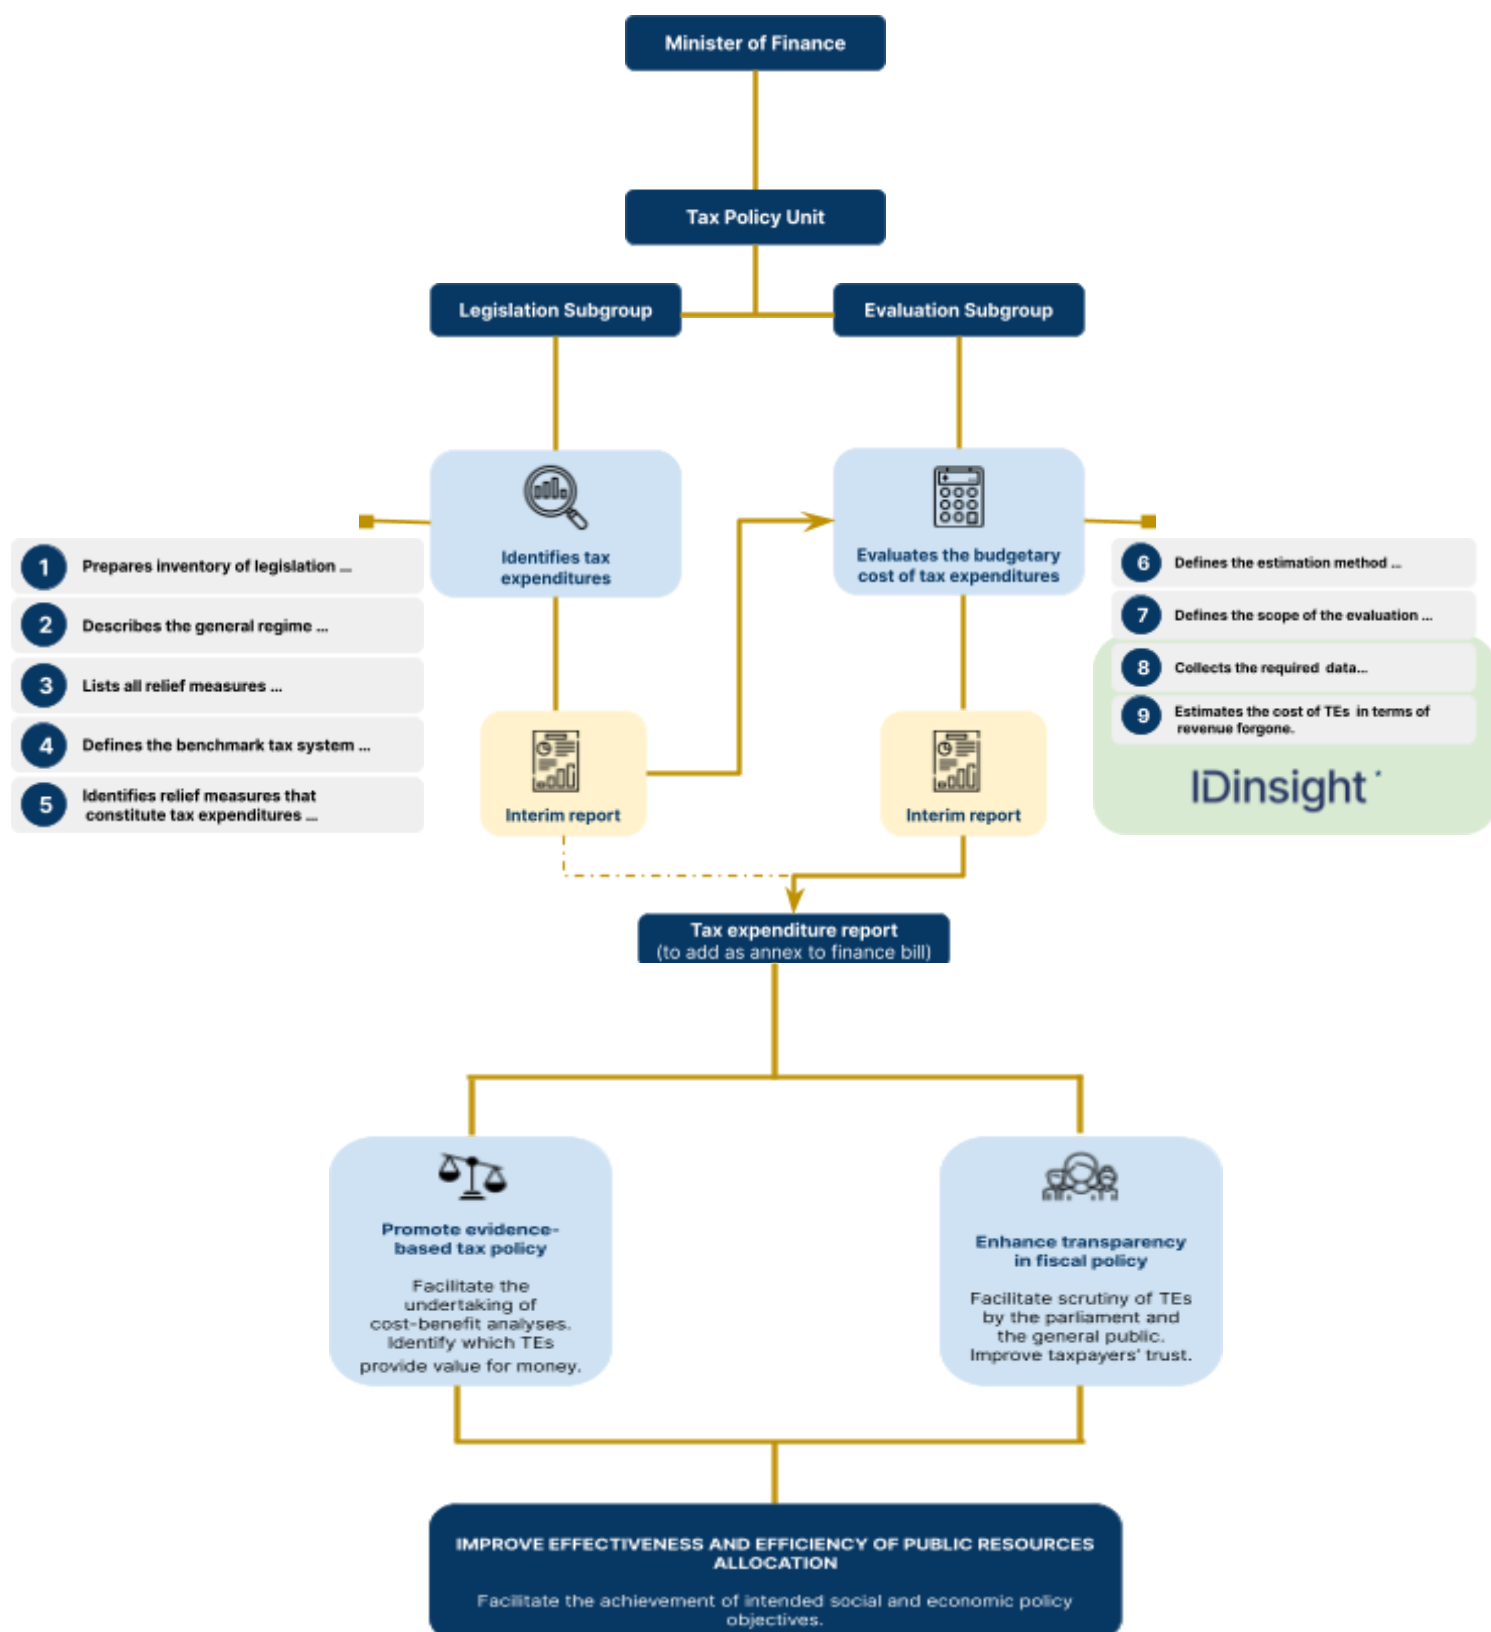 Minister of Finance
Tax Policy Unit
Legislation Subgroup
Evaluation Subgroup
Identifies tax
expenditures
Evaluates the budgetary
cost of tax expenditures
1 Prepares inventory of legislation ...
2 Describes the general regime ...
3 Lists all relief measures ...
4 Defines the benchmark tax system ...
5 Identifies relief measures that
constitute tax expenditures ...
6 Defines the estimation method ...
7 Defines the scope of the evaluation ...
8 Collects the required data...
9 Estimates the cost of TEs in terms of
revenue forgone.
IDinsight
Interim report
Interim report
Tax expenditure report
(to add as annex to finance bill)
Promote evidence-
based tax policy
Facilitate the
undertaking of
cost-benefit analyses.
Identify which TEs
provide value for money.
Enhance transparency
in fiscal policy
Facilitate scrutiny of TEs
by the parliament and
the general public.
Improve taxpayers' trust.
IMPROVE EFFECTIVENESS AND EFFICIENCY OF PUBLIC RESOURCES
ALLOCATION
Facilitate the achievement of intended social and economic policy
objectives.